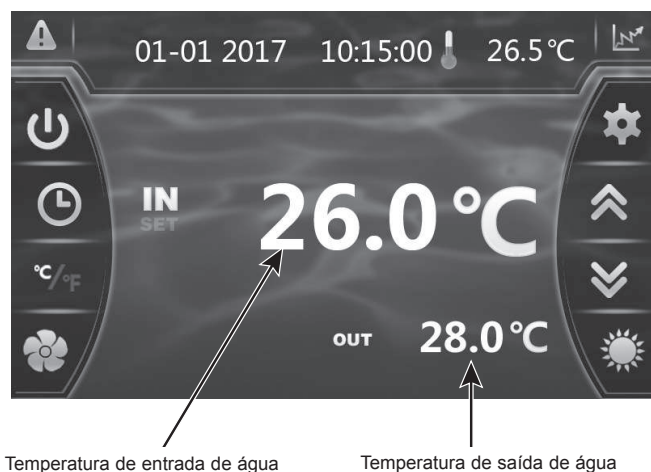 01-01 2017 10:15:00 26.5°C
IN
SET
26.0°C
°C/°F
OUT 28.0°C
Temperatura de entrada de água
Temperatura de saída de água